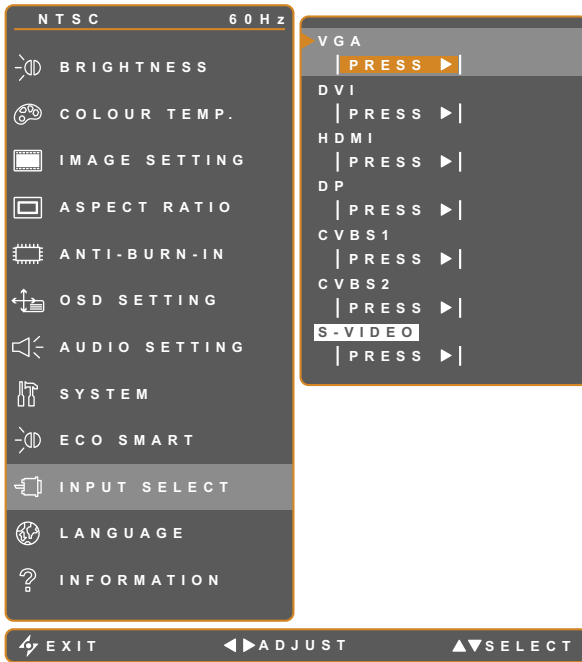 NTSC 60Hz
BRIGHTNESS
COLOUR TEMP.
IMAGE SETTING
ASPECT RATIO
ANTI-BURN-IN
OSD SETTING
AUDIO SETTING
SYSTEM
ECO SMART
INPUT SELECT
LANGUAGE
INFORMATION
VGA
PRESS
DVI
PRESS
HDMI
PRESS
DP
PRESS
CVBS1
PRESS
CVBS2
PRESS
S-VIDEO
PRESS
EXIT ADJUST SELECT